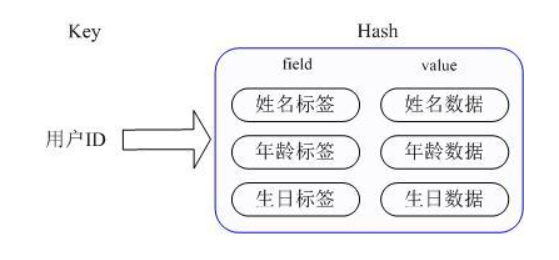 Key Hash
field value
姓名标签 姓名数据
用户ID 年龄标签 年龄数据
生日标签 生日数据